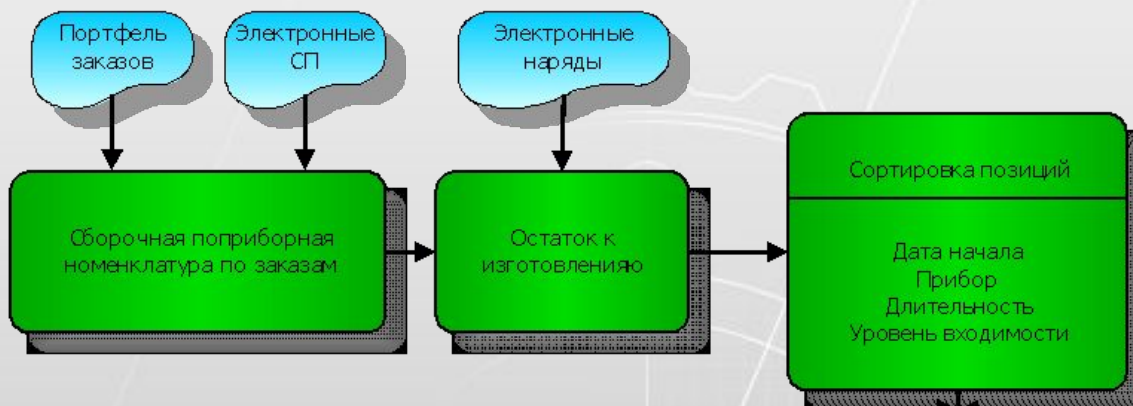 Портфель
заказов
Электронные
СП
Электронные
наряды
Сборочная поприборная
номенклатура по заказам
Остаток к
изготовленияю
Сортировка позиций
Дата начала
Прибор
Длительность
Уровень входимости